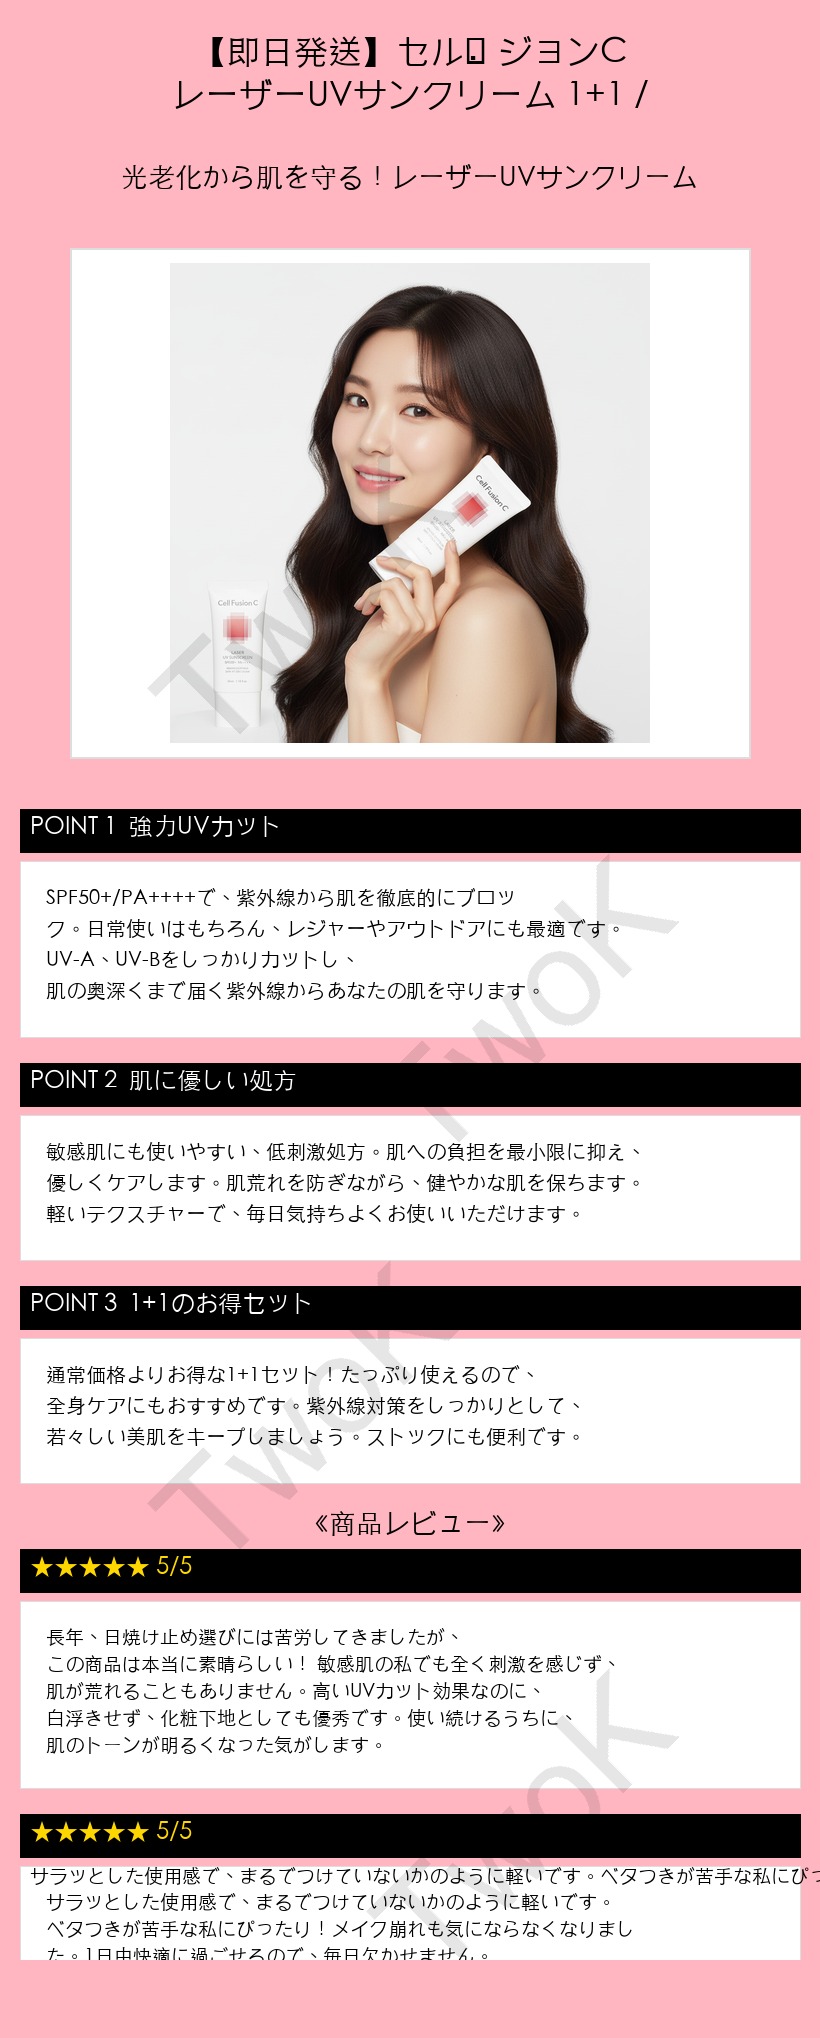 【即日発送】セル ジョンC
レーザーUVサンクリーム 1+1 /
光老化から肌を守る！レーザーUVサンクリーム
Cell Fusion C
LASER
Cell Fusion C
LASER
UV SUNSCREEN
TwoK
POINT 1 強力UVカット
SPF50+/PA++++で、紫外線から肌を徹底的にブロッ
ク。日常使いはもちろん、レジャーやアウトドアにも最適です。
UV-A、UV-Bをしっかりカットし、
肌の奥深くまで届く紫外線からあなたの肌を守ります。
TwoK
POINT 2 肌に優しい処方
敏感肌にも使いやすい、低刺激処方。肌への負担を最小限に抑え、
優しくケアします。肌荒れを防ぎながら、健やかな肌を保ちます。
軽いテクスチャーで、毎日気持ちよくお使いいただけます。
POINT 3 1+1のお得セット
通常価格よりお得な1+1セット！たっぷり使えるので、
全身ケアにもおすすめです。紫外線対策をしっかりとして、
若々しい美肌をキープしましょう。ストックにも便利です。
TwoK
《商品レビュー》
★★★★★ 5/5
長年、日焼け止め選びには苦労してきましたが、
この商品は本当に素晴らしい！ 敏感肌の私でも全く刺激を感じず、
肌が荒れることもありません。高いUVカット効果なのに、
白浮きせず、化粧下地としても優秀です。使い続けるうちに、
肌のトーンが明るくなった気がします。
TwoK
★★★★★ 5/5
サラッとした使用感で、まるでつけていないかのように軽いです。ベタつきが苦手な私にぴっ
サラッとした使用感で、まるでつけていないかのように軽いです。
ベタつきが苦手な私にぴったり！メイク崩れも気にならなくなりまし
た。1日中快適に過ごせるので、毎日欠かせません。